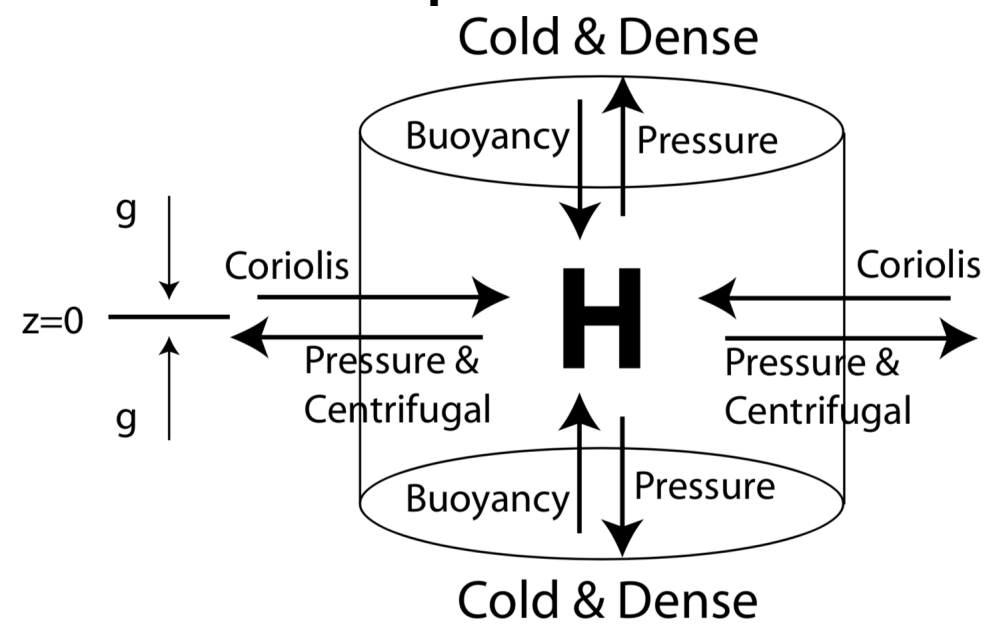 Cold & Dense
Buoyancy
Pressure
g
Coriolis
Coriolis
H
z=0
Pressure &
Centrifugal
Pressure &
Centrifugal
g
Buoyancy
Pressure
Cold & Dense